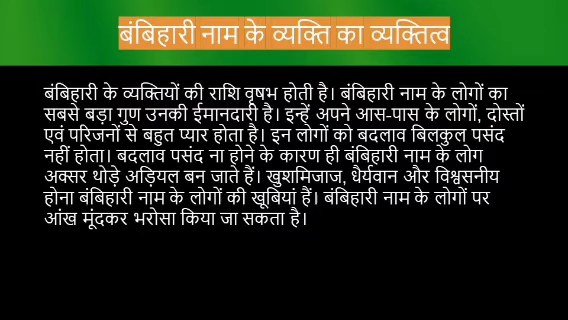 बंबिहारी नाम के व्यक्ति का व्यक्तित्व
बंबिहारी के व्यक्तियों की राशि वृषभ होती है। बंबिहारी नाम के लोगों का
सबसे बड़ा गुण उनकी ईमानदारी है। इन्हें अपने आस-पास के लोगों, दोस्तों
एवं परिजनों से बहुत प्यार होता है। इन लोगों को बदलाव बिलकुल पसंद
नहीं होता। बदलाव पसंद ना होने के कारण ही बंबिहारी नाम के लोग
अक्सर थोड़े अड़ियल बन जाते हैं। खुशमिजाज, धैर्यवान और विश्वसनीय
होना बंबिहारी नाम के लोगों की खूबियां हैं। बंबिहारी नाम के लोगों पर
आंख मूंदकर भरोसा किया जा सकता है।